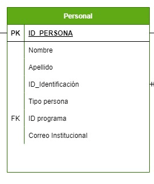 Personal
PK ID_PERSONA
Nombre
Apellido
ID_Identificación
Tipo persona
FK ID programa
Correo Institucional